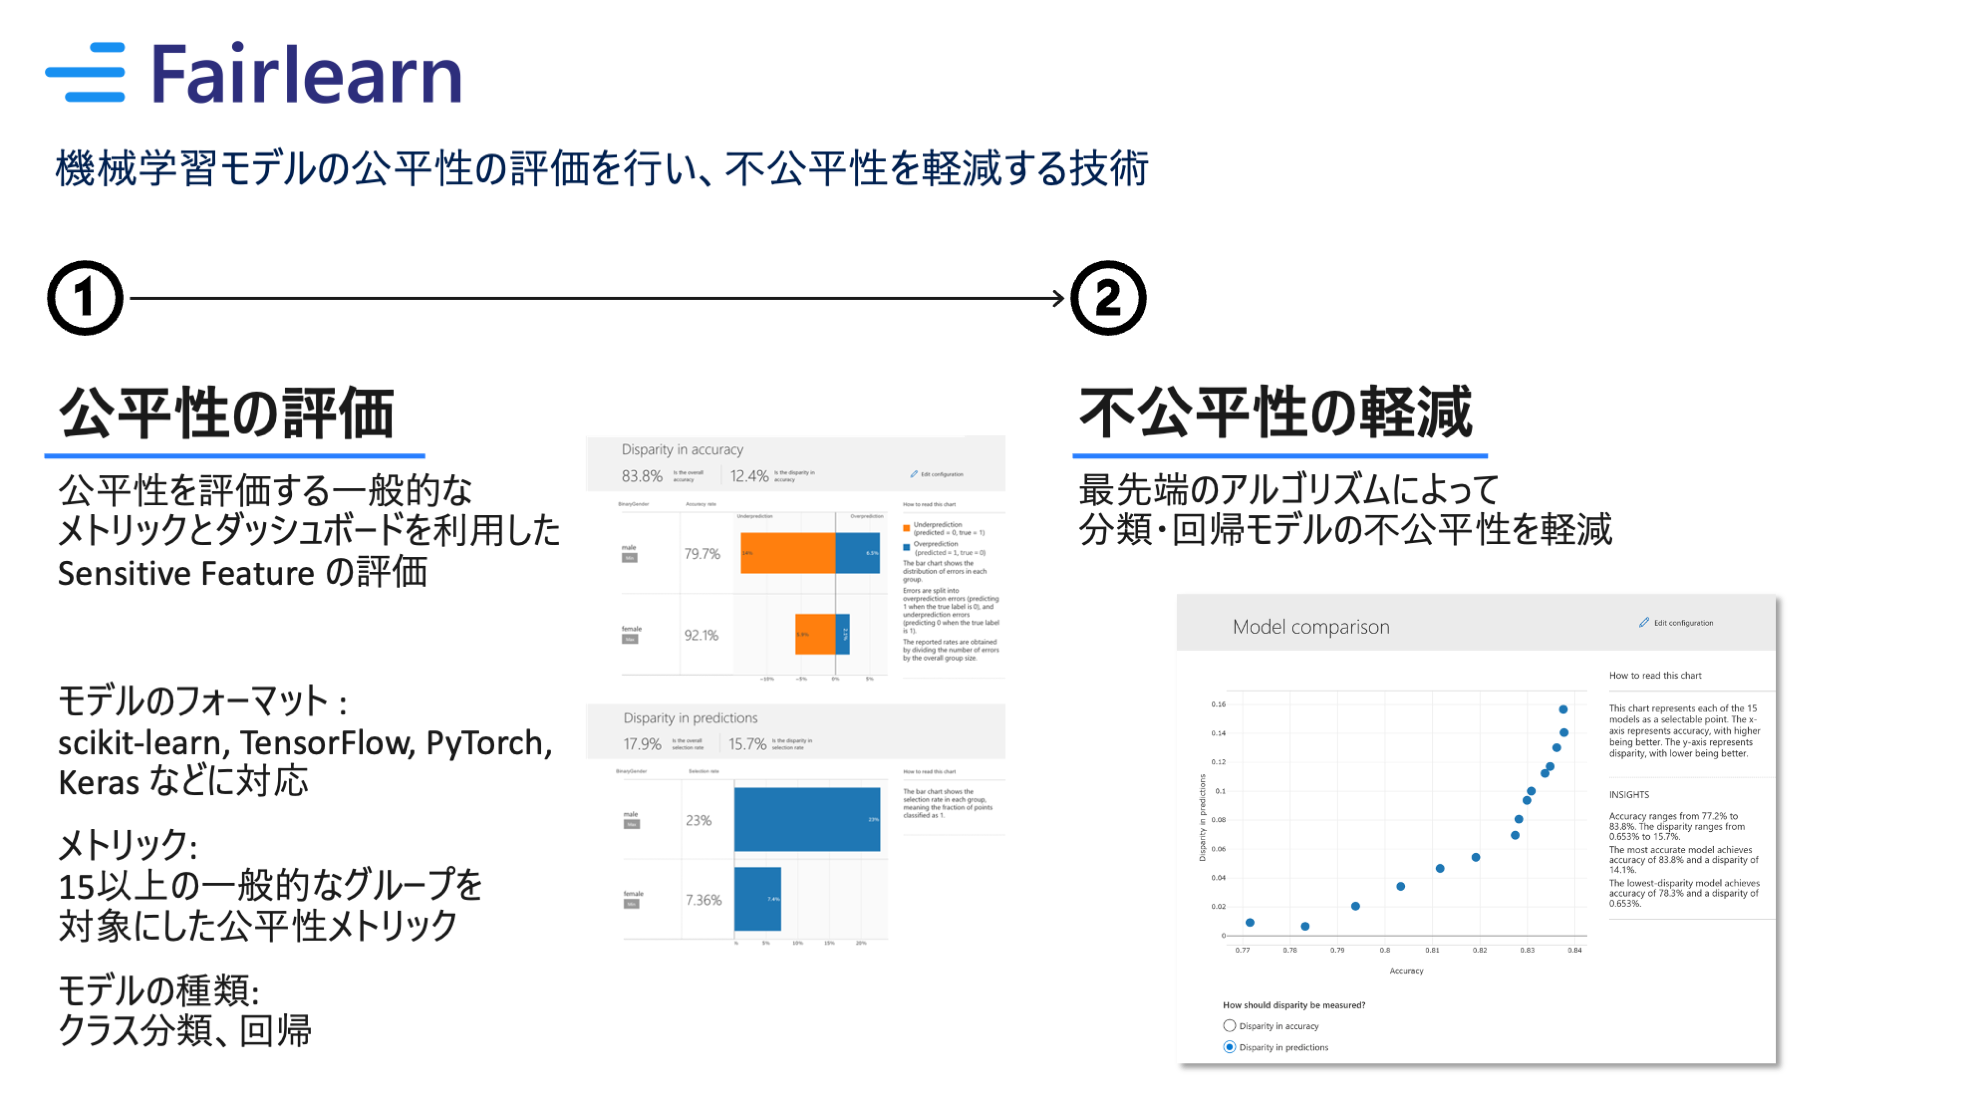 Fairlearn
機械学習モデルの公平性の評価を行い、不公平性を軽減する技術
1
2
公平性の評価
公平性を評価する一般的な
メトリックとダッシュボードを利用した
Sensitive Feature の評価
モデルのフォーマット :
scikit-learn, TensorFlow, PyTorch,
Keras などに対応
メトリック:
15以上の一般的なグループを
対象にした公平性メトリック
モデルの種類:
クラス分類、回帰
Disparity in accuracy
83.8% Is the overall accuracy
12.4% Is the disparity in accuracy
Edit configuration
BinaryGender
Accuracy rate
How to read this chart
Underprediction
Overprediction
male
Min
79.7%
14%
6.3%
female
Max
92.1%
5.9%
2.2%
-10%
-5%
0%
5%
Underprediction
(predicted = 0, true = 1)
Overprediction
(predicted = 1, true = 0)
The bar chart shows the
distribution of errors in each
group.
Errors are split into
overprediction errors (predicting
1 when the true label is 0), and
underprediction errors
(predicting 0 when the true label
is 1).
The reported rates are obtained
by dividing the number of errors
by the overall group size.
Disparity in predictions
17.9% Is the overall selection rate
15.7% Is the disparity in selection rate
BinaryGender
Selection rate
How to read this chart
male
Max
23%
23%
female
Min
7.36%
7.4%
%
5%
10%
15%
20%
The bar chart shows the
selection rate in each group,
meaning the fraction of points
classified as 1.
不公平性の軽減
最先端のアルゴリズムによって
分類・回帰モデルの不公平性を軽減
Model comparison
Edit configuration
Disparity in predictions
0.16
0.14
0.12
0.1
0.08
0.06
0.04
0.02
0
0.77
0.78
0.79
0.8
0.81
0.82
0.83
0.84
Accuracy
How to read this chart
This chart represents each of the 15
models as a selectable point. The x-
axis represents accuracy, with higher
being better. The y-axis represents
disparity, with lower being better.
INSIGHTS
Accuracy ranges from 77.2% to
83.8%. The disparity ranges from
0.653% to 15.7%.
The most accurate model achieves
accuracy of 83.8% and a disparity of
14.1%.
The lowest-disparity model achieves
accuracy of 78.3% and a disparity of
0.653%.
How should disparity be measured?
Disparity in accuracy
Disparity in predictions